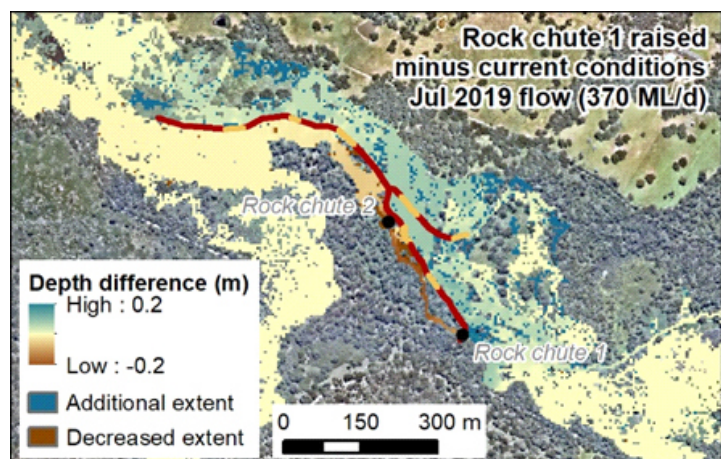 Rock chute 1 raised
minus current conditions
Jul 2019 flow (370 ML/d)
Rock chute 2
Depth difference (m)
High : 0.2
Low : -0.2
Rock chute 1
Additional extent
Decreased extent
0 150 300 m